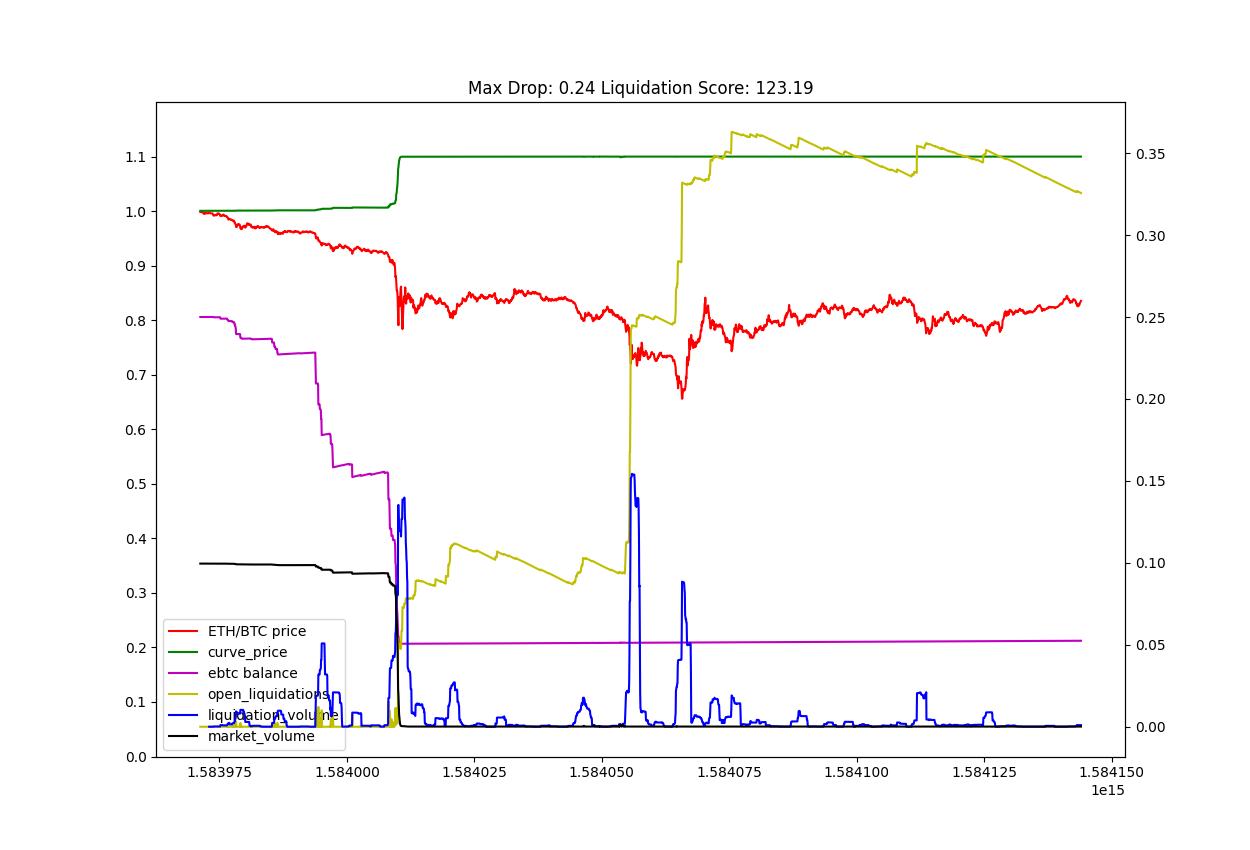 Max Drop: 0.24 Liquidation Score: 123.19
1.1
1.0
0.9
0.8
0.7
0.6
0.5
0.4
0.3
0.2
0.1
0.0
0.35
0.30
0.25
0.20
0.15
0.10
0.05
0.00
ETH/BTC price
curve_price
ebtc balance
open_liquidations
liquidation_volume
market_volume
1.583975 1.584000 1.584025 1.584050 1.584075 1.584100 1.584125 1.584150
1e15